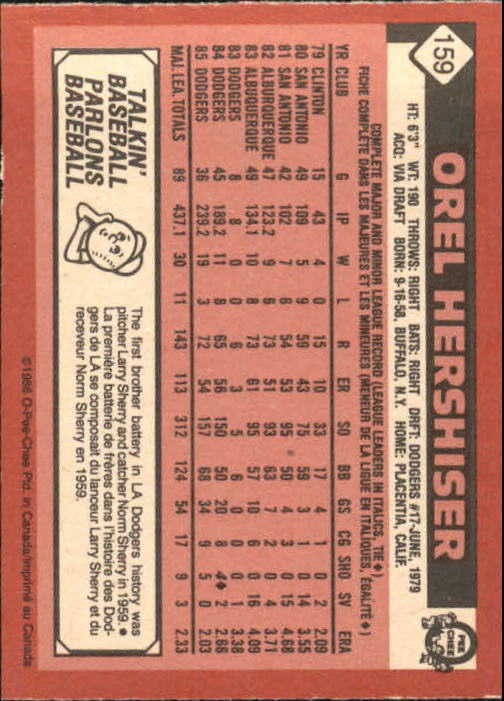 159
OREL HERSHISER
O
PEE
CHEE
HT: 6'3" WT: 190 THROWS: RIGHT BATS: RIGHT DRFT: DODGERS #17-JUNE, 1979
ACQ: VIA DRAFT BORN: 9-16-58, BUFFALO, N.Y. HOME: PLACENTIA, CALIF.
COMPLETE MAJOR AND MINOR LEAGUE RECORD (LEAGUE LEADERS IN ITALICS, TIE ♦)
FICHE COMPLÈTE DANS LES MAJEURES ET LES MINEURES (MENEUR DE LA LIGUE EN ITALIQUES, ÉGALITÉ ♦)
YR CLUB G IP W L R ER SO BB GS CG SHO SV ERA
79 CLINTON 15 43 4 0 15 10 33 17 4 1 0 2 2.09
80 SAN ANTONIO 49 109 5 9 59 43 75 59 3 1 0 14 3.55
81 SAN ANTONIO 42 102 7 6 54 53 95 50 4 3 0 15 4.68
82 ALBURQUERQUE 47 123.2 9 6 73 51 93 63 7 2 0 4 3.71
83 ALBUQUERQUE 49 134.1 10 8 73 61 95 57 10 6 0 16 4.09
83 DODGERS 8 8 0 0 6 3 5 6 0 0 0 1 3.38
84 DODGERS 45 189.2 11 8 65 56 150 50 20 8 4♦ 2 2.66
85 DODGERS 36 239.2 19 3 72 54 157 68 34 9 5 0 2.03
MAJ. LEA. TOTALS 89 437.1 30 11 143 113 312 124 54 17 9 3 2.33
TALKIN'
BASEBALL
PARLONS
BASEBALL
The first brother battery in LA Dodgers history was
pitcher Larry Sherry and catcher Norm Sherry in 1959. ●
La première batterie de frères dans l'histoire des Dod-
gers de LA se composait du lanceur Larry Sherry et du
receveur Norm Sherry en 1959.
©1986 O-Pee-Chee Ptd. in Canada/Imprimé au Canada